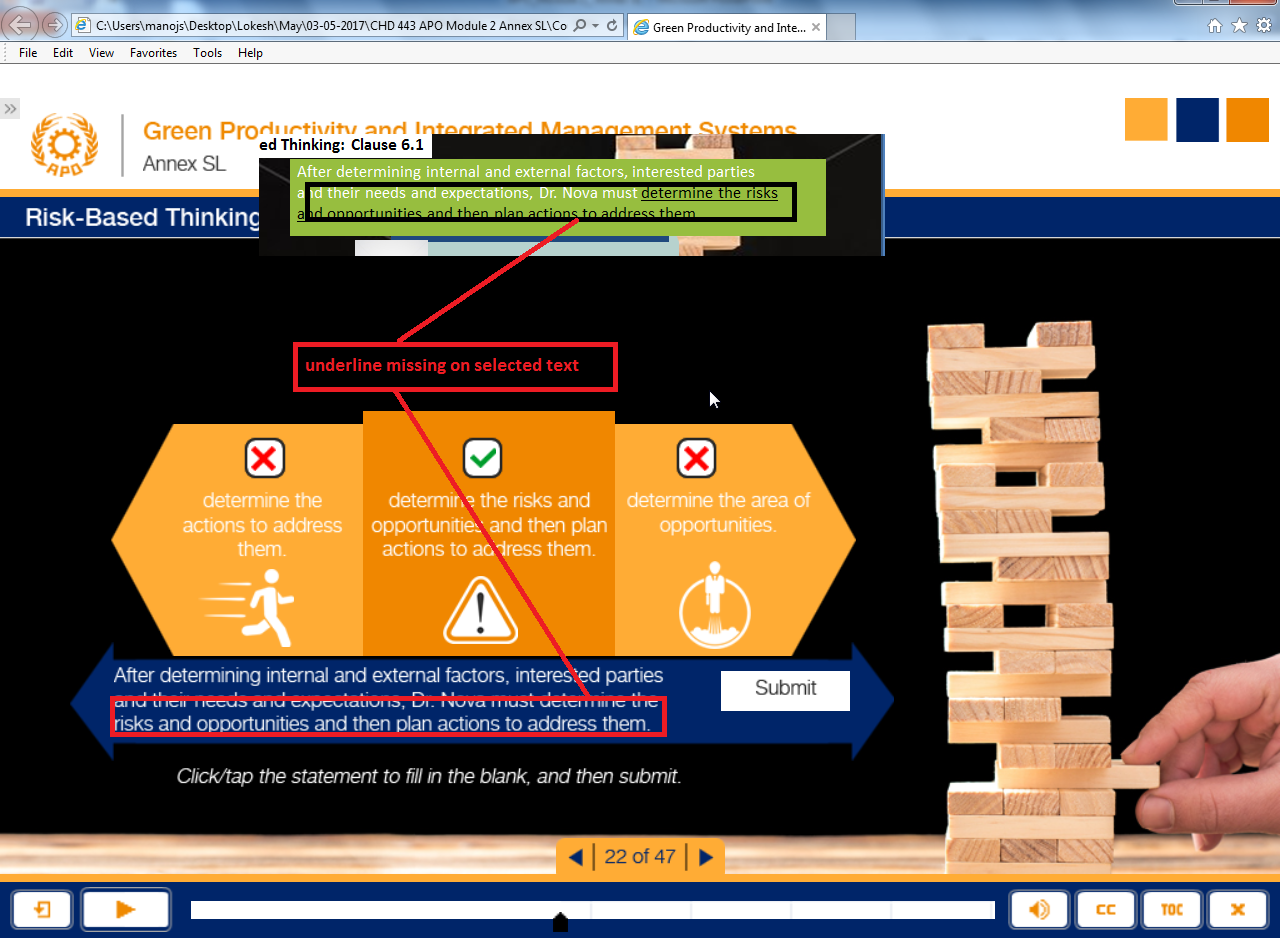 C:\Users\manojs\Desktop\Lokesh\May\03-05-2017\CHD 443 APO Module 2 Annex SL\Co
Green Productivity and Inte...
File Edit View Favorites Tools Help
APO
Green Productivity and Integrated Management Systems
Annex SL
ed Thinking: Clause 6.1
After determining internal and external factors, interested parties
and their needs and expectations, Dr. Nova must determine the risks
and opportunities and then plan actions to address them
Risk-Based Thinking
underline missing on selected text
determine the
actions to address
them.
determine the risks and
opportunities and then plan
actions to address them.
determine the area of
opportunities.
After determining internal and external factors, interested parties
and their needs and expectations, Dr. Nova must determine the
risks and opportunities and then plan actions to address them.
Submit
Click/tap the statement to fill in the blank, and then submit.
22 of 47
CC
TOC